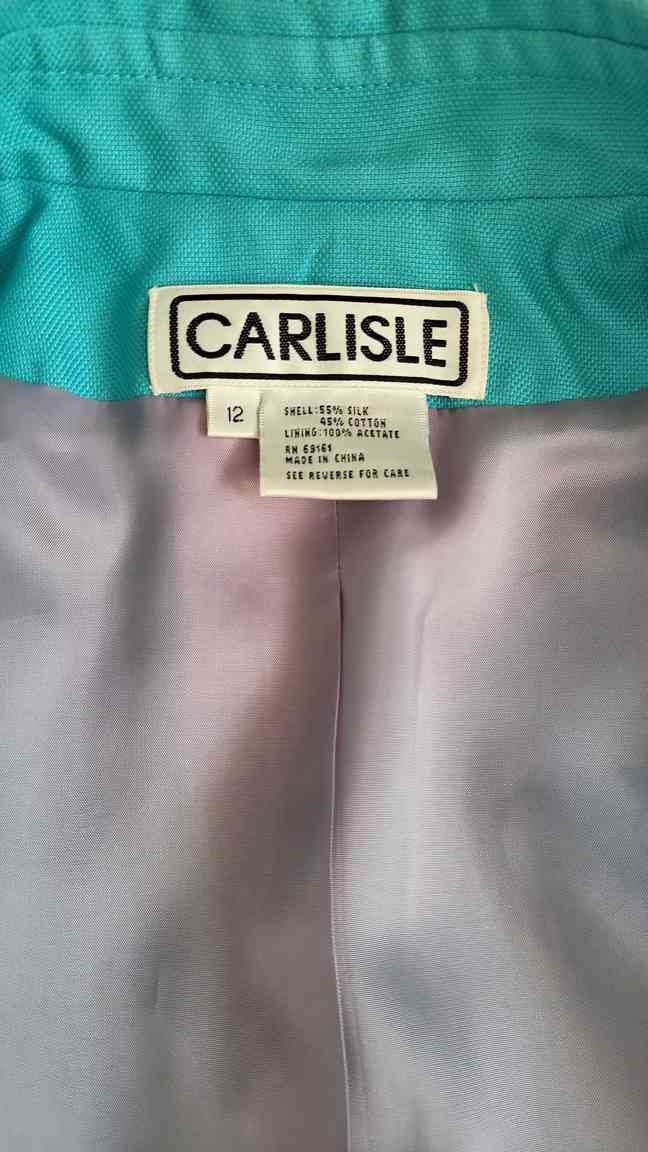 CARLISLE
12
SHELL:55% SILK
45% COTTON
LINING:100% ACETATE
RN 69161
MADE IN CHINA
SEE REVERSE FOR CARE